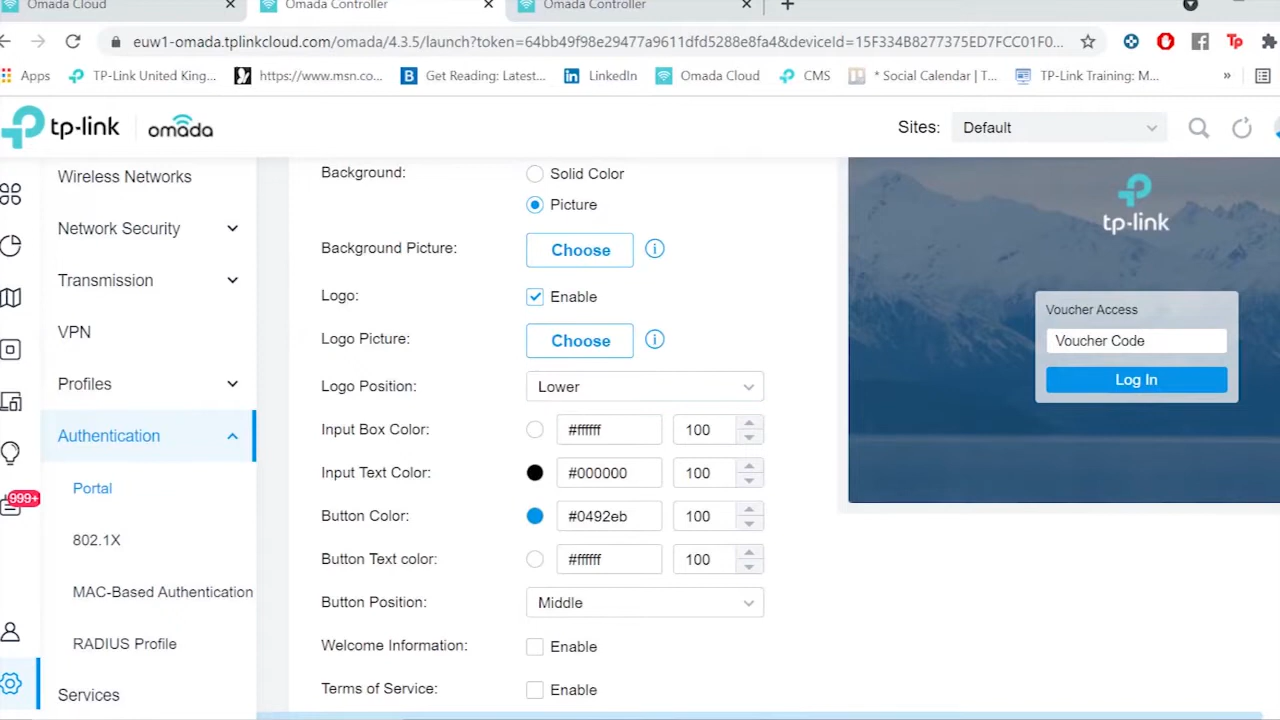 Omada Cloud
Omada Controller
Omada Controller
euw1-omada.tplinkcloud.com/omada/4.3.5/launch?token=64bb49f98e29477a9611dfd5288e8fa4&deviceId=15F334B8277375ED7FCC01F0...
Apps
TP-Link United King...
https://www.msn.co...
Get Reading: Latest...
LinkedIn
Omada Cloud
CMS
* Social Calendar | T...
TP-Link Training: M...
tp-link
omada
Sites:
Default
Wireless Networks
Network Security
Transmission
VPN
Profiles
Authentication
Portal
802.1X
MAC-Based Authentication
RADIUS Profile
Services
999+
Background:
Solid Color
Picture
Background Picture:
Choose
Logo:
Enable
Logo Picture:
Choose
Logo Position:
Lower
Input Box Color:
#ffffff
100
Input Text Color:
#000000
100
Button Color:
#0492eb
100
Button Text color:
#ffffff
100
Button Position:
Middle
Welcome Information:
Enable
Terms of Service:
Enable
tp-link
Voucher Access
Voucher Code
Log In